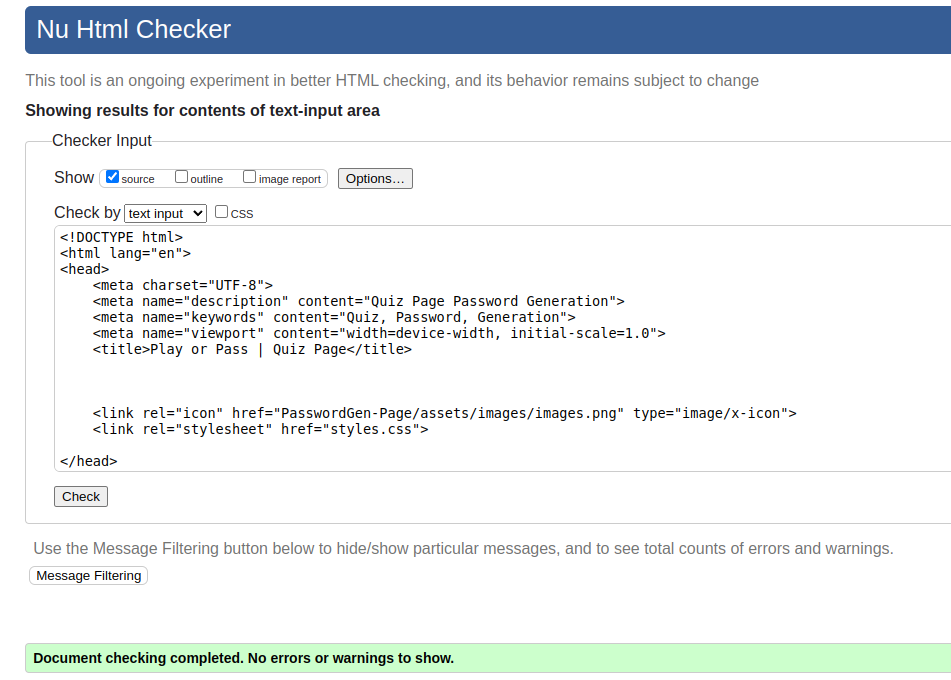 Nu Html Checker
This tool is an ongoing experiment in better HTML checking, and its behavior remains subject to change
Showing results for contents of text-input area
Checker Input
Show source outline image report Options...
Check by text input CSS
<!DOCTYPE html>
<html lang="en">
<head>
    <meta charset="UTF-8">
    <meta name="description" content="Quiz Page Password Generation">
    <meta name="keywords" content="Quiz, Password, Generation">
    <meta name="viewport" content="width=device-width, initial-scale=1.0">
    <title>Play or Pass | Quiz Page</title>
    <link rel="icon" href="PasswordGen-Page/assets/images/images.png" type="image/x-icon">
    <link rel="stylesheet" href="styles.css">
</head>
Check
Use the Message Filtering button below to hide/show particular messages, and to see total counts of errors and warnings.
Message Filtering
Document checking completed. No errors or warnings to show.